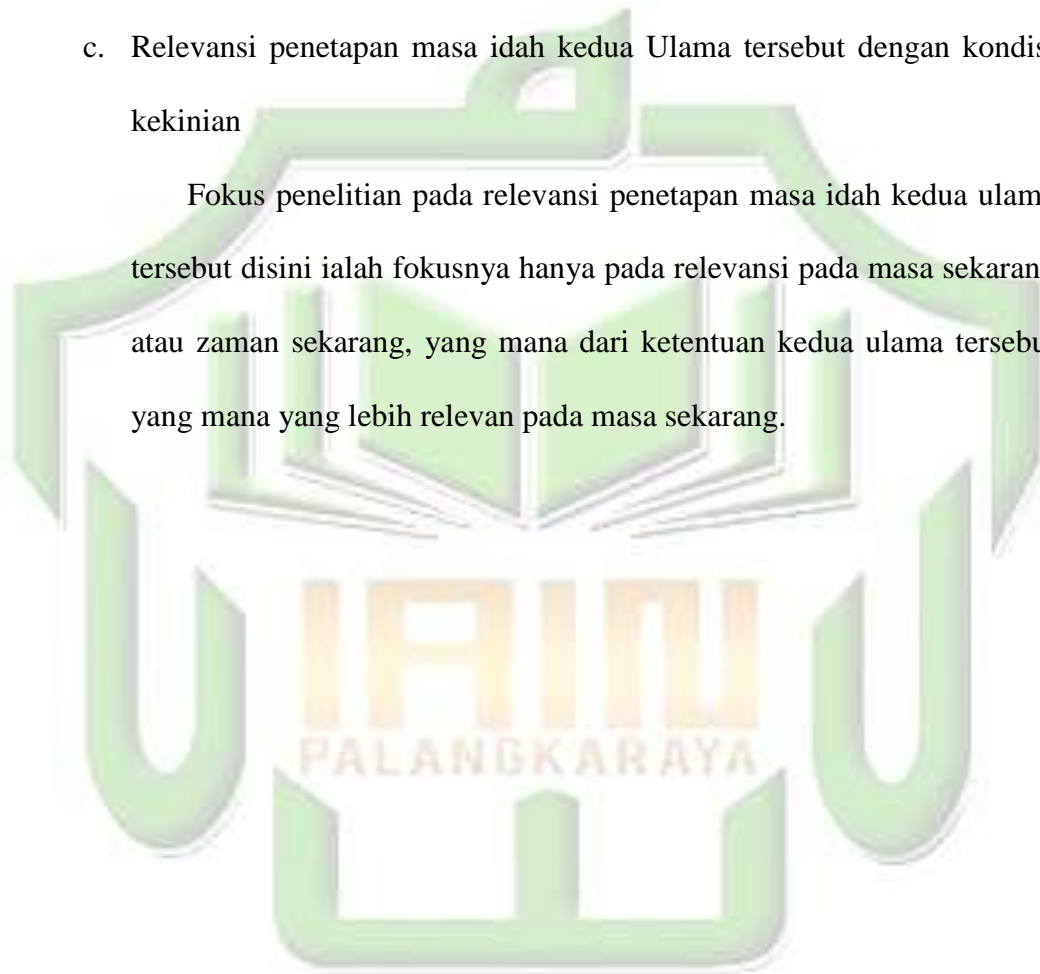 c. Relevansi penetapan masa idah kedua Ulama tersebut dengan kondis
kekinian
Fokus penelitian pada relevansi penetapan masa idah kedua ulam
tersebut disini ialah fokusnya hanya pada relevansi pada masa sekaran
atau zaman sekarang, yang mana dari ketentuan kedua ulama tersebu
yang mana yang lebih relevan pada masa sekarang.
IAIN
PALANGKARAYA